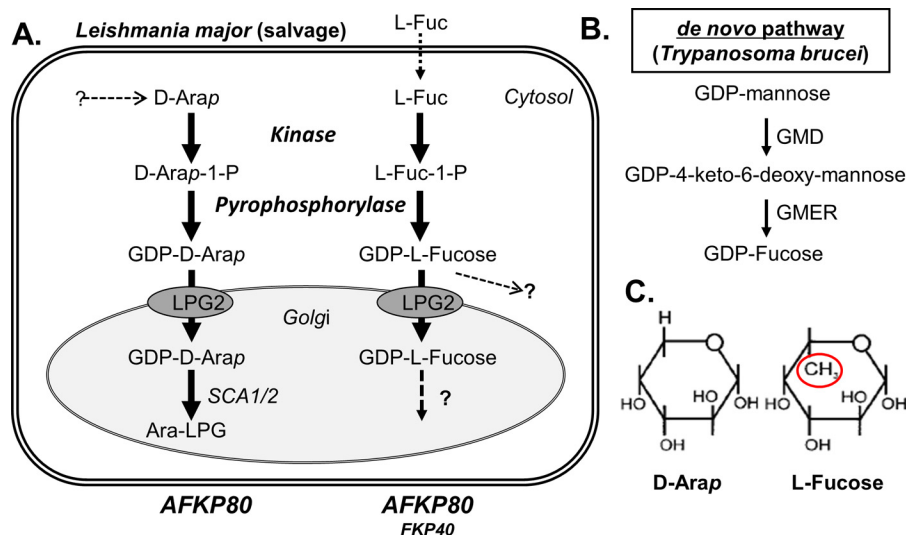 A.
Leishmania major (salvage)
L-Fuc
? D-Arap
L-Fuc
Cytosol
Kinase
D-Arap-1-P
L-Fuc-1-P
Pyrophosphorylase
GDP-D-Arap
GDP-L-Fucose
?
LPG2
LPG2
Golgi
GDP-D-Arap
GDP-L-Fucose
SCA1/2
?
Ara-LPG
AFKP80
AFKP80
FKP40
B.
de novo pathway
(Trypanosoma brucei)
GDP-mannose
GMD
GDP-4-keto-6-deoxy-mannose
GMER
GDP-Fucose
C.
H
O
HO
HO
OH
OH
D-Arap
O
CH3
HO
HO
OH
OH
L-Fucose